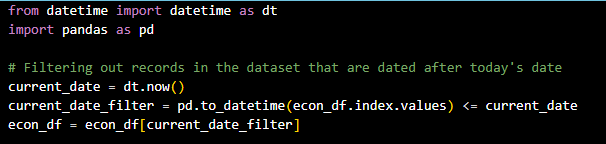 from datetime import datetime as dt
import pandas as pd
# Filtering out records in the dataset that are dated after today's date
current_date = dt.now()
current_date_filter = pd.to_datetime(econ_df.index.values) <= current_date
econ_df = econ_df[current_date_filter]